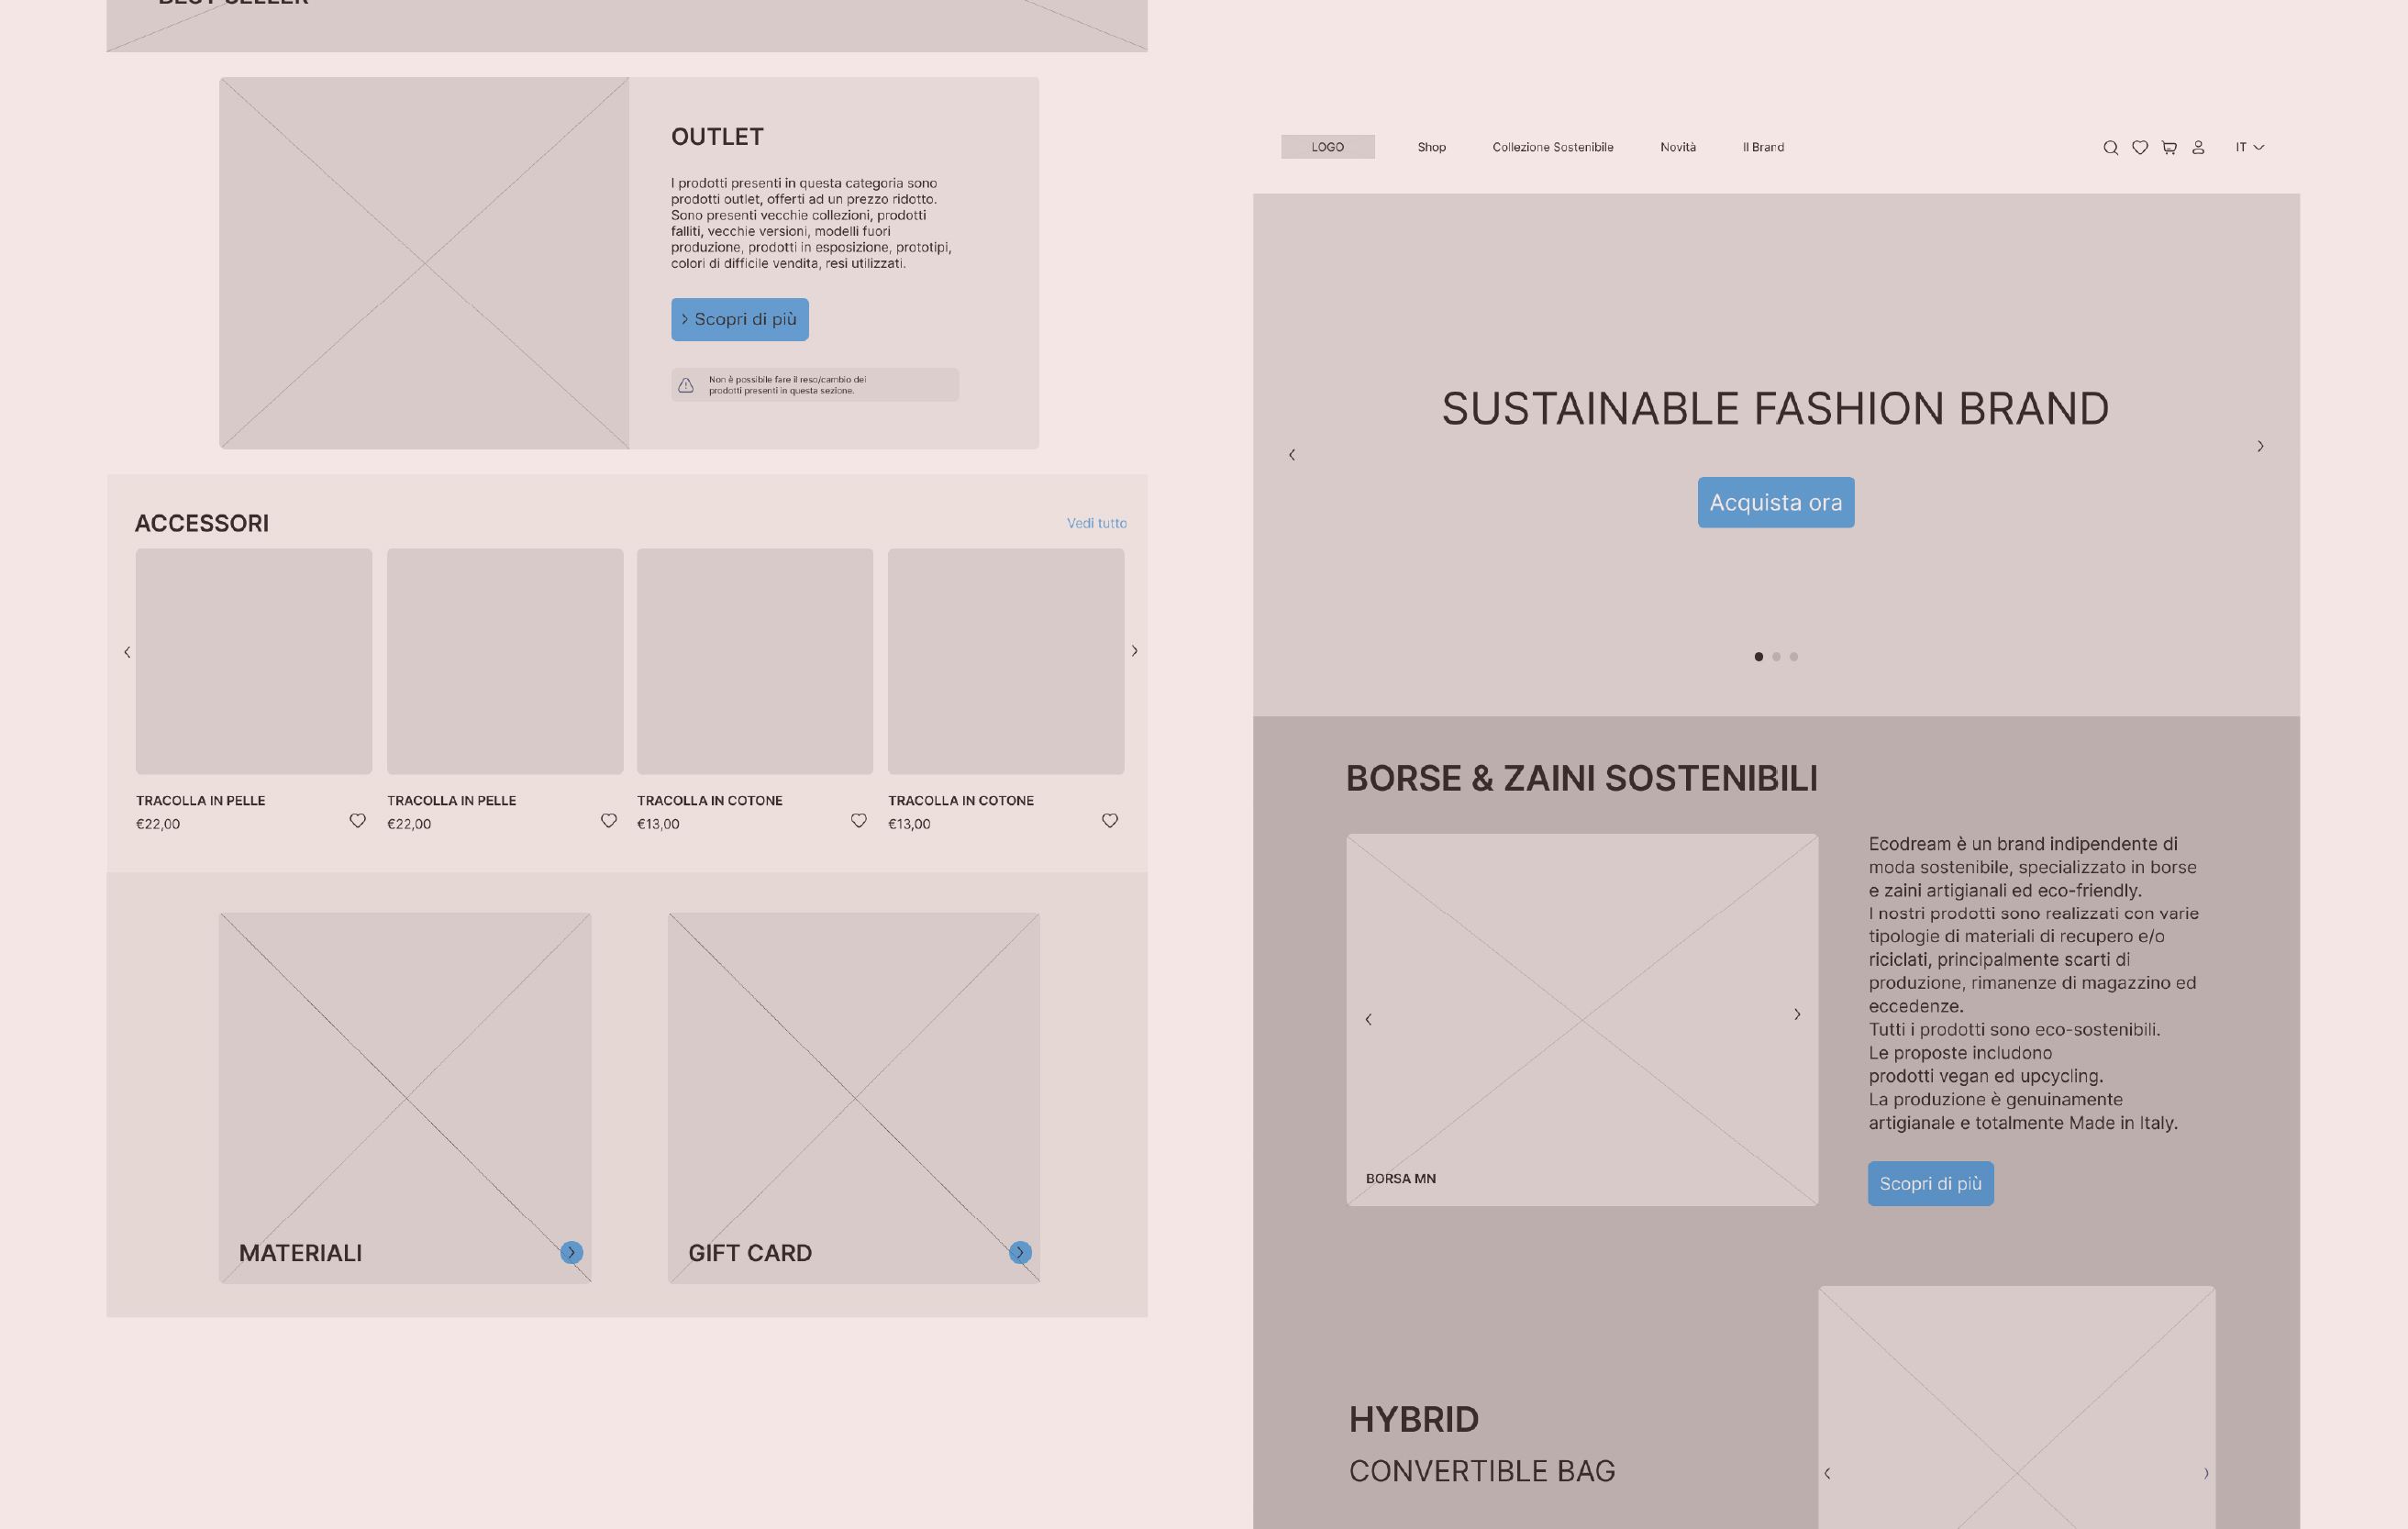 BEST SELLER
OUTLET
I prodotti presenti in questa categoria sono
prodotti outlet, offerti ad un prezzo ridotto.
Sono presenti vecchie collezioni, prodotti
falliti, vecchie versioni, modelli fuori
produzione, prodotti in esposizione, prototipi,
colori di difficile vendita, resi utilizzati.
Scopri di più
Non è possibile fare il reso/cambio dei
prodotti presenti in questa sezione.
ACCESSORI
Vedi tutto
TRACOLLA IN PELLE
€22,00
TRACOLLA IN PELLE
€22,00
TRACOLLA IN COTONE
€13,00
TRACOLLA IN COTONE
€13,00
MATERIALI
GIFT CARD
LOGO
Shop
Collezione Sostenibile
Novità
Il Brand
IT
SUSTAINABLE FASHION BRAND
Acquista ora
BORSE & ZAINI SOSTENIBILI
BORSA MN
Ecodream è un brand indipendente di
moda sostenibile, specializzato in borse
e zaini artigianali ed eco-friendly.
I nostri prodotti sono realizzati con varie
tipologie di materiali di recupero e/o
riciclati, principalmente scarti di
produzione, rimanenze di magazzino ed
eccedenze.
Tutti i prodotti sono eco-sostenibili.
Le proposte includono
prodotti vegan ed upcycling.
La produzione è genuinamente
artigianale e totalmente Made in Italy.
Scopri di più
HYBRID
CONVERTIBLE BAG